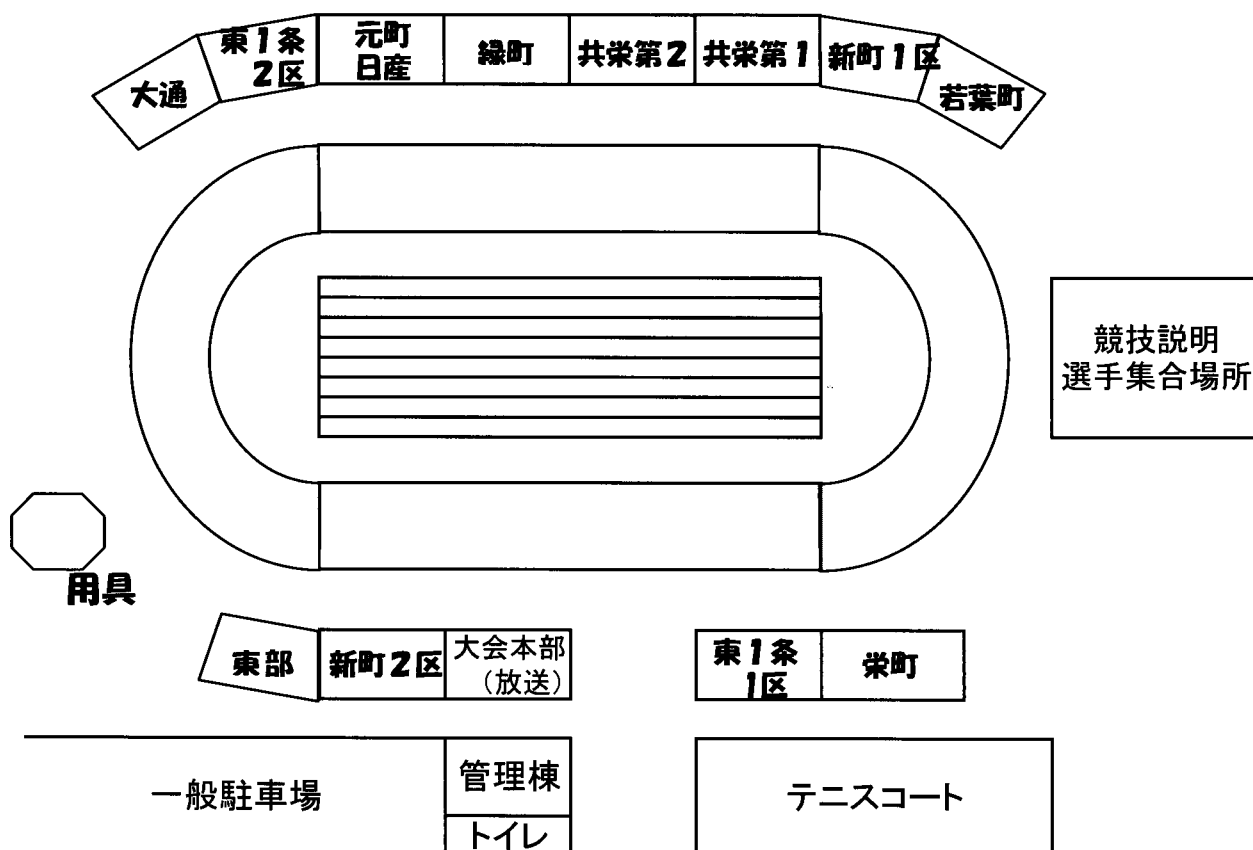 東1条
2区
元町
日産
緑町
共栄第2
共栄第1
新町1区
大通
若葉町
競技説明
選手集合場所
用具
東部
新町2区
大会本部
(放送)
東1条
1区
栄町
一般駐車場
管理棟
トイレ
テニスコート